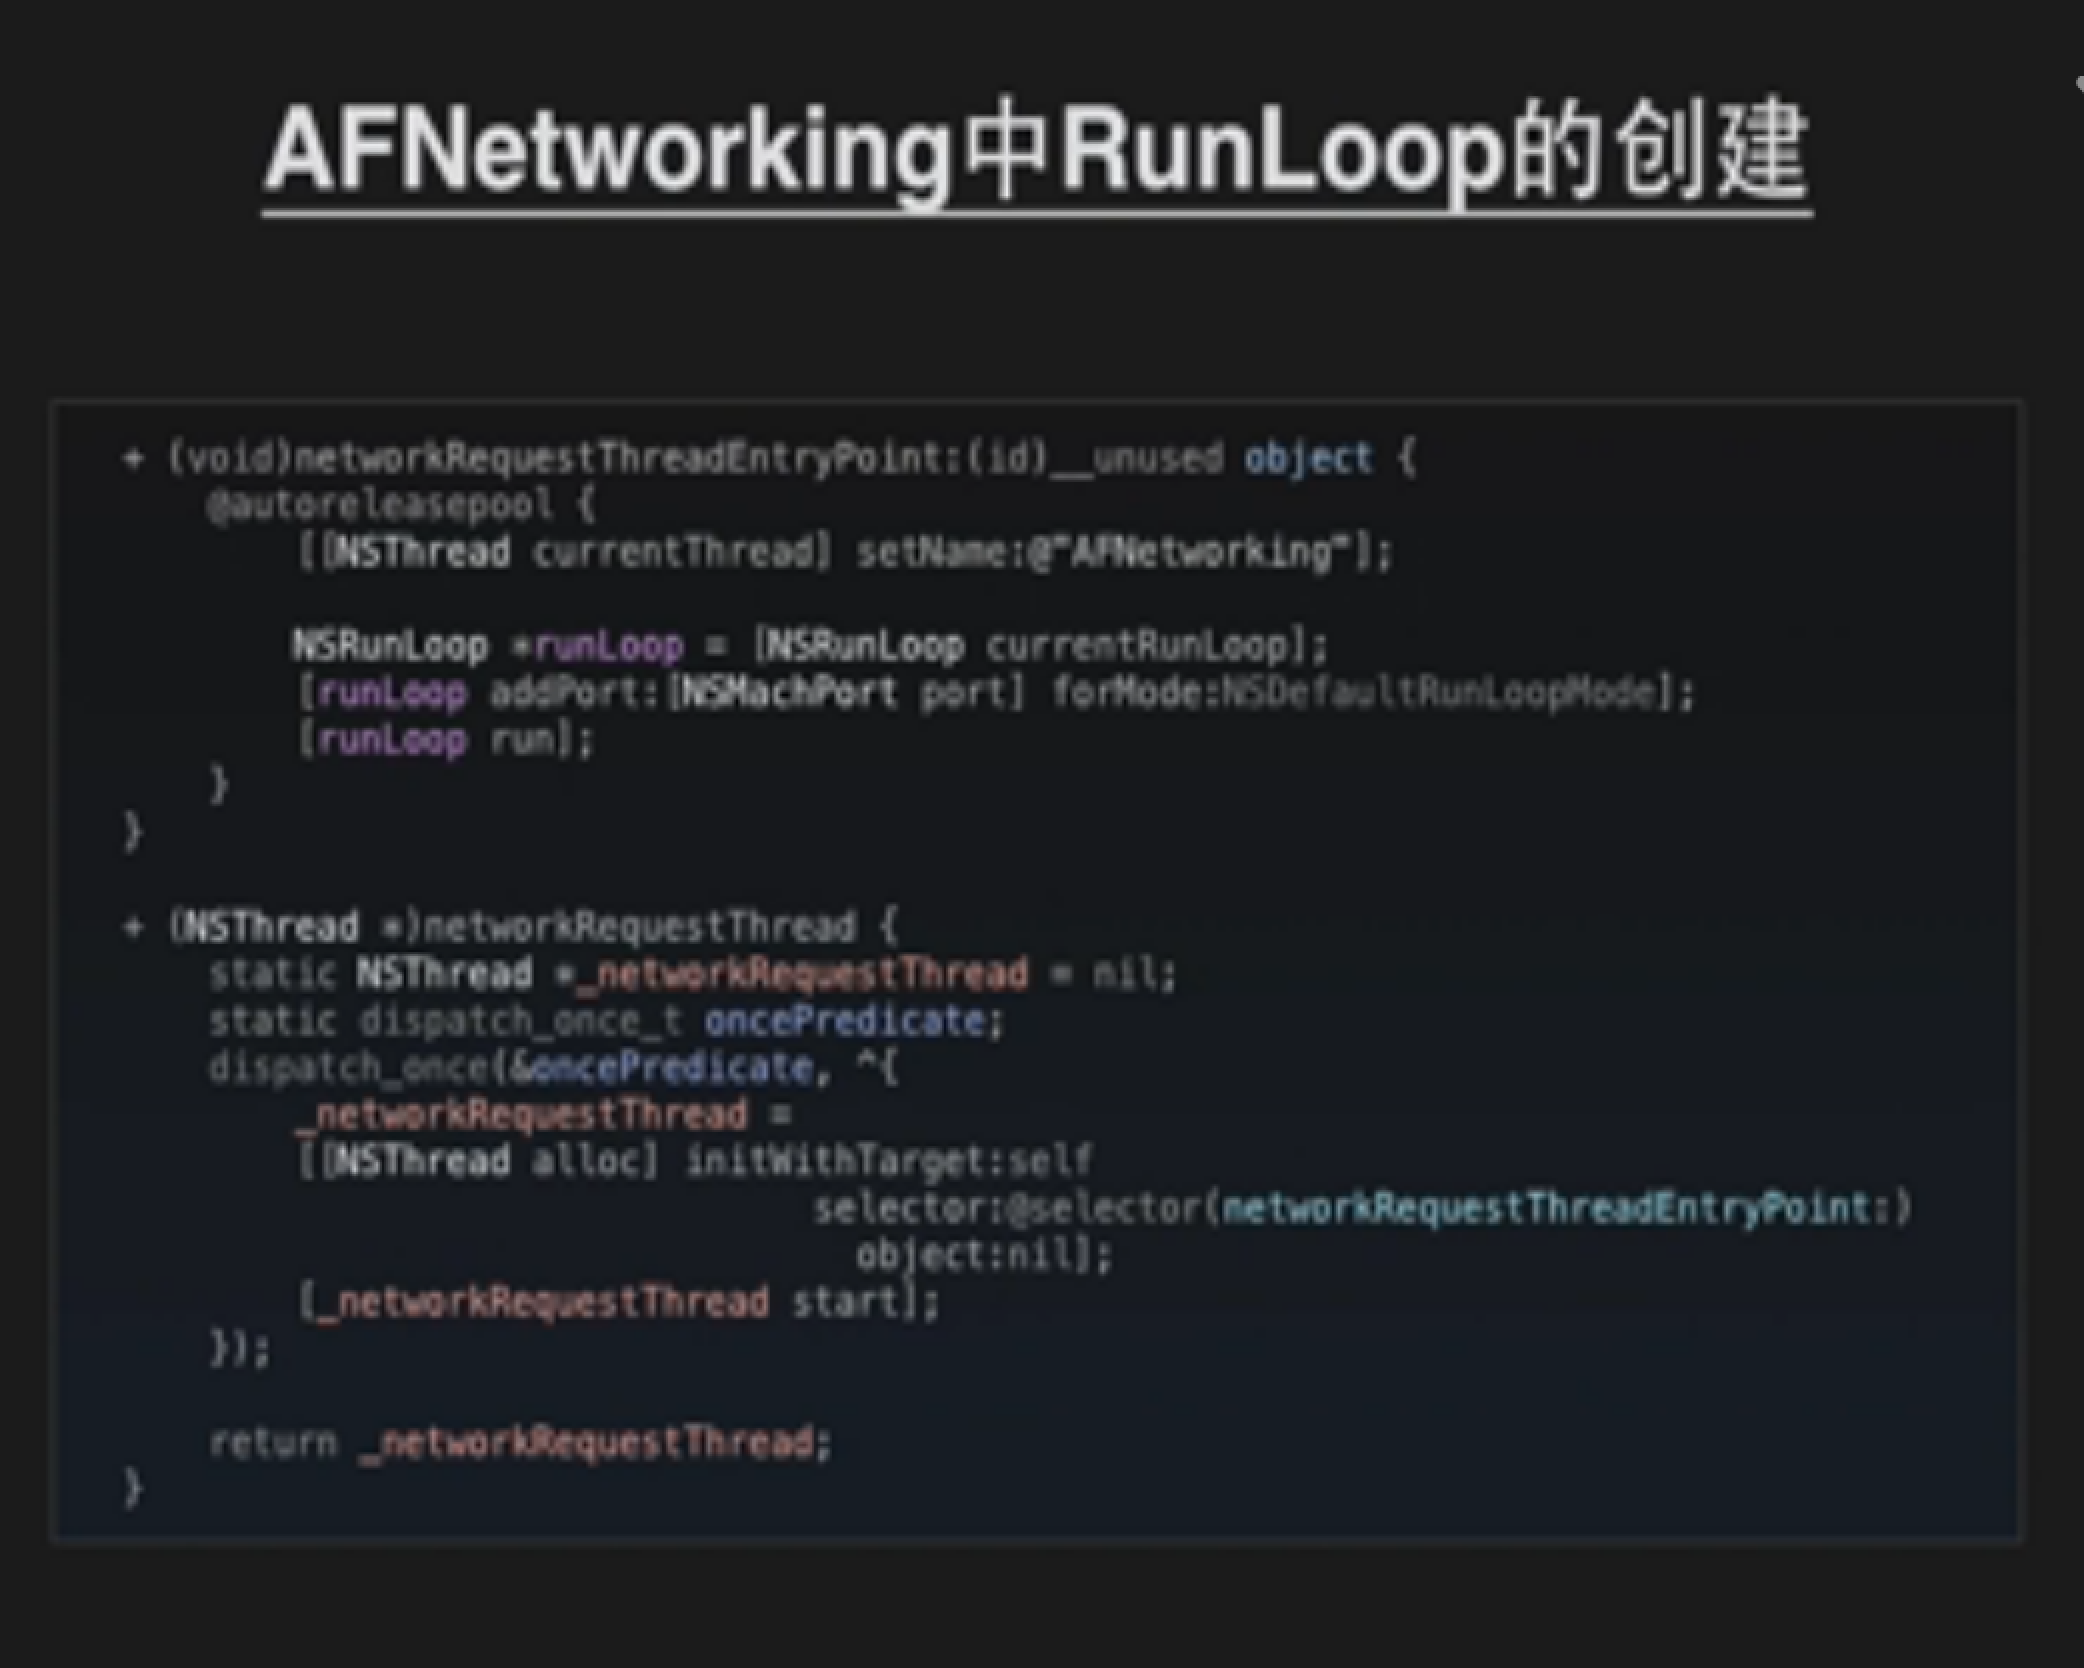 AFNetworking中RunLoop的创建
+ (void)networkRequestThreadEntryPoint:(id)__unused object {
@autoreleasepool {
[[NSThread currentThread] setName:@"AFNetworking"];
NSRunLoop *runLoop = [NSRunLoop currentRunLoop];
[runLoop addPort:[NSMachPort port] forMode:NSDefaultRunLoopMode];
[runLoop run];
}
}
+ (NSThread *)networkRequestThread {
static NSThread *_networkRequestThread = nil;
static dispatch_once_t oncePredicate;
dispatch_once(&oncePredicate, ^{
_networkRequestThread =
[[NSThread alloc] initWithTarget:self
selector:@selector(networkRequestThreadEntryPoint:)
object:nil];
[_networkRequestThread start];
});
return _networkRequestThread;
}